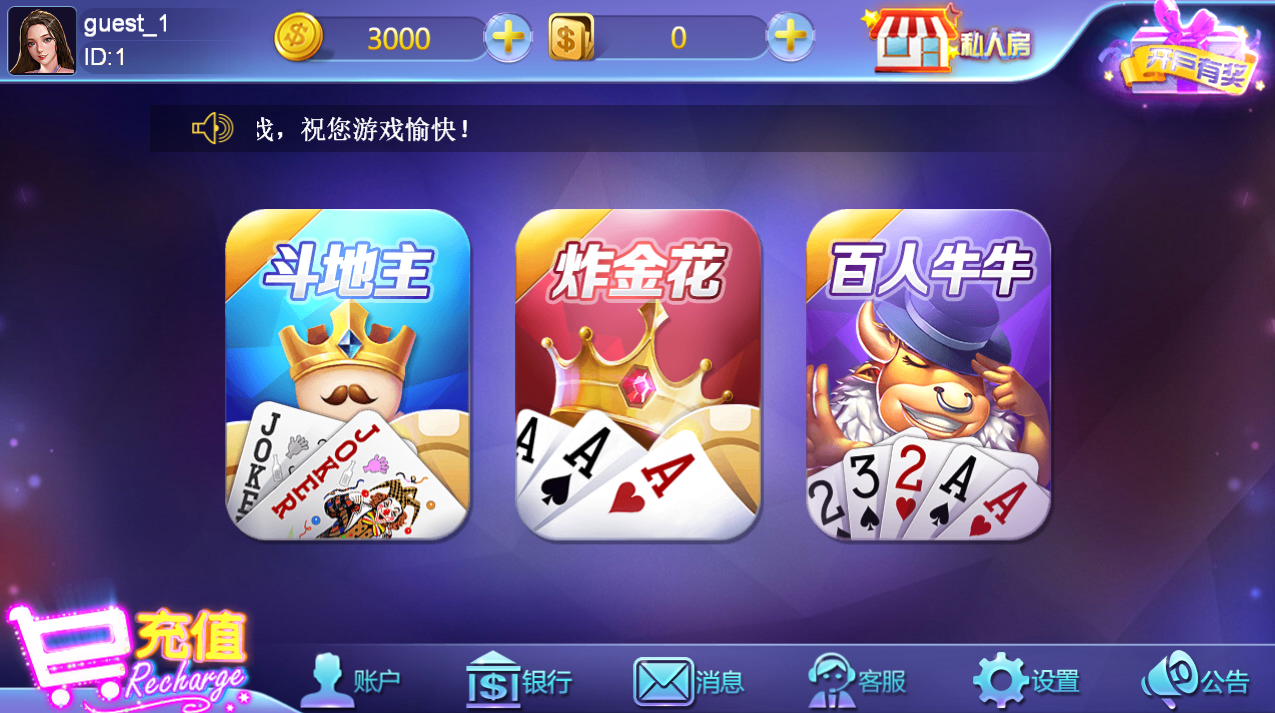 guest_1
ID:1
3000
0
私人房
开户有奖
，祝您游戏愉快！
斗地主
炸金花
百人牛牛
JOKE
JOKER
A
A
A
2
3
2
A
A
充值
Recharge
账户
银行
消息
客服
设置
公告